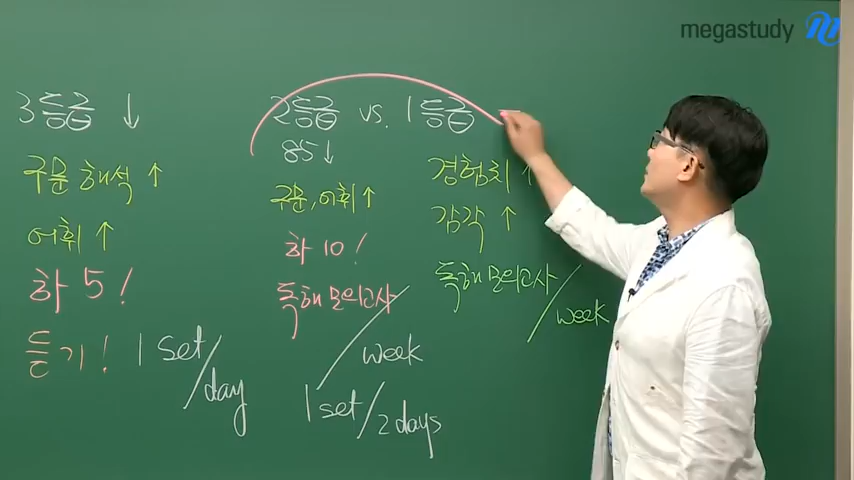 megastudy
3등급 ↓
구문 해석 ↑
어휘 ↑
하 5!
듣기! 1 set/day
2등급 vs. 1등급
85↓
구문, 어휘 ↑
하 10!
독해 모의고사/week
1 set/2 days
경험치 ↑
감각 ↑
독해 모의고사/week